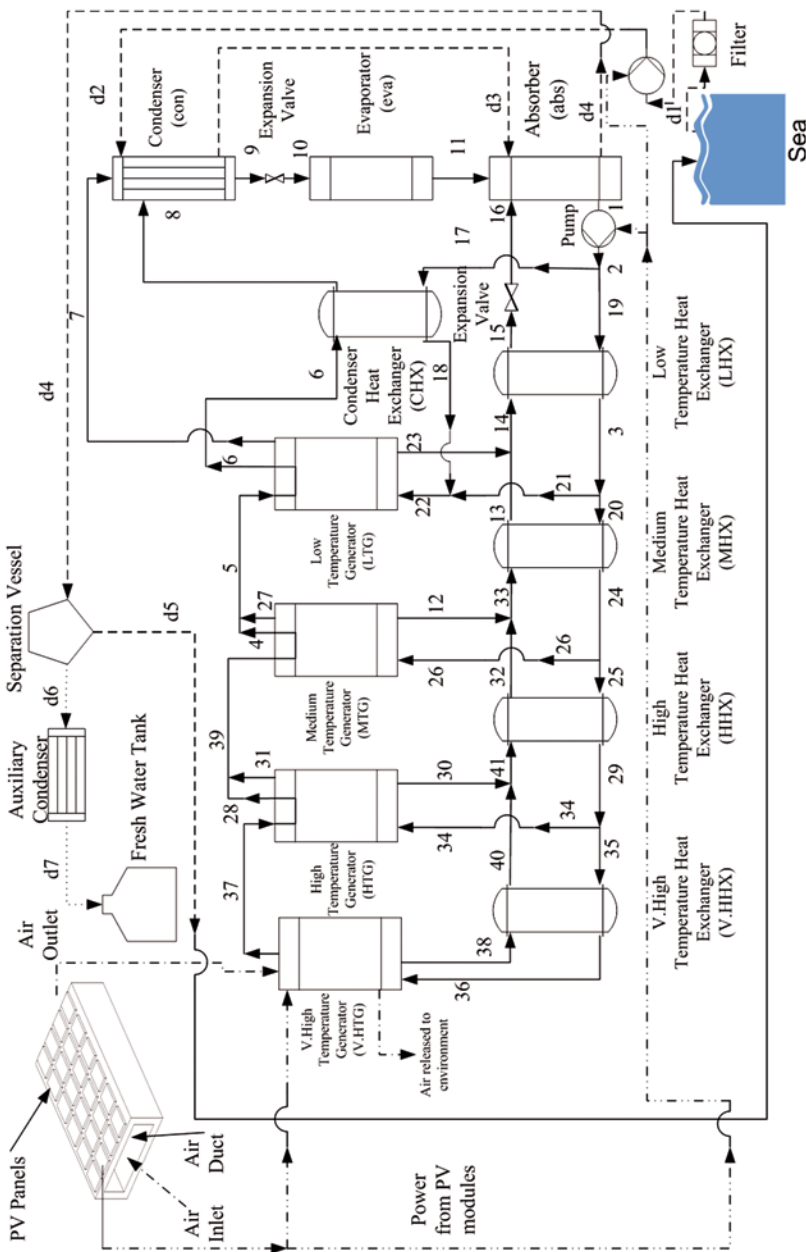 PV Panels
Air
Outlet
Air
Inlet
Air
Duct
d7
Fresh Water Tank
Auxiliary
Condenser
d6
Separation Vessel
d5
d4
7
d2
Condenser
(con)
8
9
Expansion
Valve
10
Evaporator
(eva)
11
d3
Absorber
(abs)
d4
d1
Filter
Sea
37
28
31
39
4
27
5
6
6
V.High
Temperature
Generator
(V.HTG)
High
Temperature
Generator
(HTG)
Medium
Temperature
Generator
(MTG)
Low
Temperature
Generator
(LTG)
Condenser
Heat
Exchanger
(CHX)
18
17
Expansion
Valve
16
Pump
1
2
Air released to
environment
36
38
34
30
26
12
22
23
40
41
32
33
13
14
15
35
34
29
25
26
24
20
21
3
19
Power
from PV
modules
V.High
Temperature Heat
Exchanger
(V.HHX)
High
Temperature Heat
Exchanger
(HHX)
Medium
Temperature Heat
Exchanger
(MHX)
Low
Temperature Heat
Exchanger
(LHX)